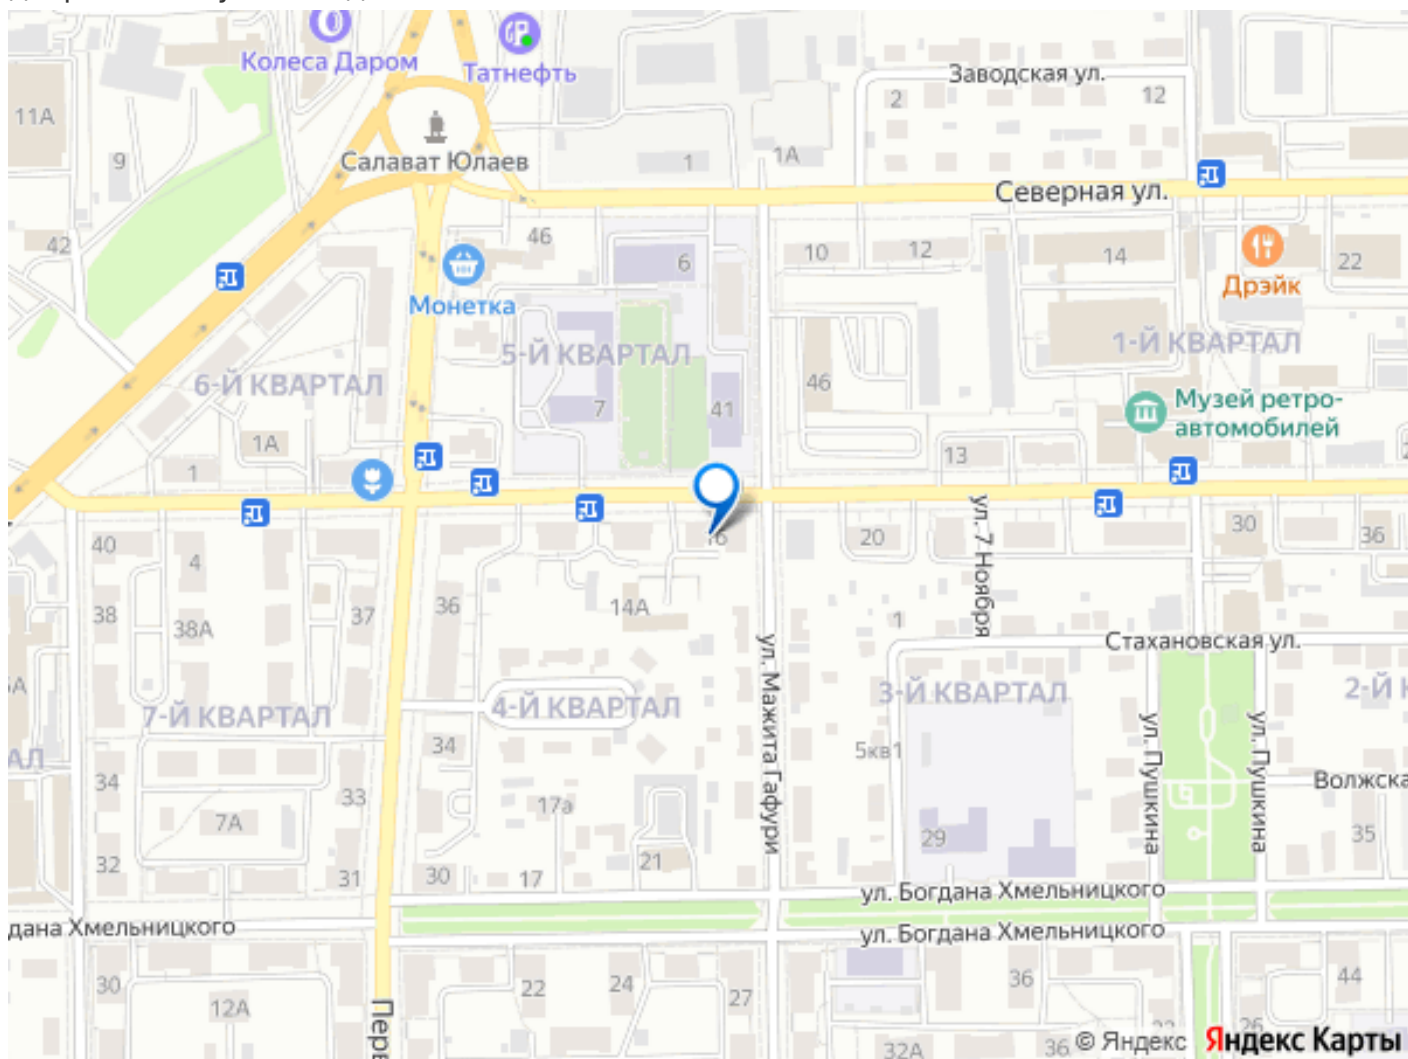 Колеса Даром
Татнефть
Заводская ул.
2
12
11А
Салават Юлаев
9
1
1А
Северная ул.
42
46
6
10
12
14
Дрэйк
22
Монетка
5-Й КВАРТАЛ
1-Й КВАРТАЛ
6-Й КВАРТАЛ
46
7
41
Музей ретро-
автомобилей
1А
1
13
16
20
30
36
40
4
ул. 7 Ноября
38
38А
37
36
14А
1
Стахановская ул.
ул. Мажита Гафури
7-Й КВАРТАЛ
4-Й КВАРТАЛ
3-Й КВАРТАЛ
2-Й
34
5кв1
ул. Пушкина
ул. Пушкина
34
33
17а
Волжска
7А
29
35
32
31
30
17
21
ул. Богдана Хмельницкого
дана Хмельницкого
ул. Богдана Хмельницкого
30
12А
Перв
22
24
27
36
44
32А
36
26
© Яндекс Яндекс Карты